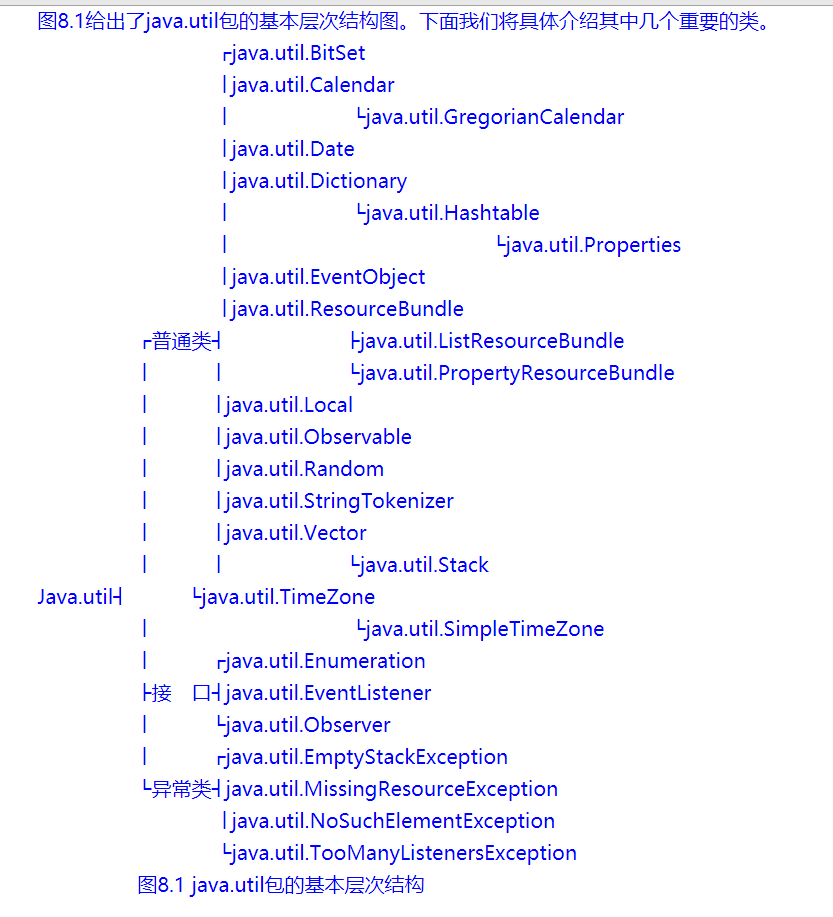 图8.1给出了java.util包的基本层次结构图。下面我们将具体介绍其中几个重要的类。
┌java.util.BitSet
│java.util.Calendar
│ └java.util.GregorianCalendar
│java.util.Date
│java.util.Dictionary
│ └java.util.Hashtable
│ └java.util.Properties
│java.util.EventObject
│java.util.ResourceBundle
┌普通类┤ ├java.util.ListResourceBundle
│ │ └java.util.PropertyResourceBundle
│ │java.util.Local
│ │java.util.Observable
│ │java.util.Random
│ │java.util.StringTokenizer
│ │java.util.Vector
│ │ └java.util.Stack
Java.util┤ └java.util.TimeZone
│ └java.util.SimpleTimeZone
│ ┌java.util.Enumeration
├接 口┤java.util.EventListener
│ └java.util.Observer
│ ┌java.util.EmptyStackException
└异常类┤java.util.MissingResourceException
│java.util.NoSuchElementException
└java.util.TooManyListenersException
图8.1 java.util包的基本层次结构